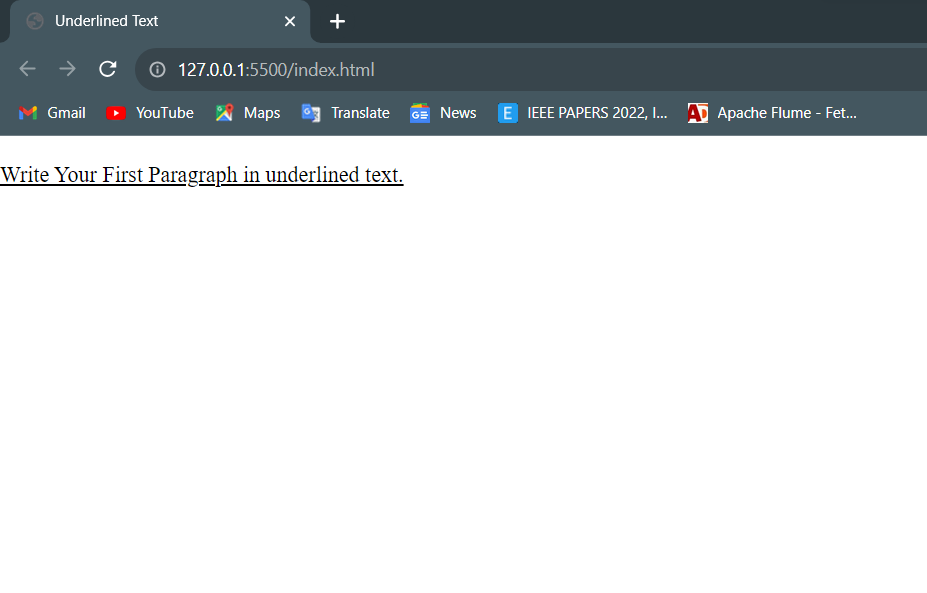 Underlined Text
127.0.0.1:5500/index.html
Gmail YouTube Maps Translate GE News E IEEE PAPERS 2022, I... Apache Flume - Fet...
Write Your First Paragraph in underlined text.